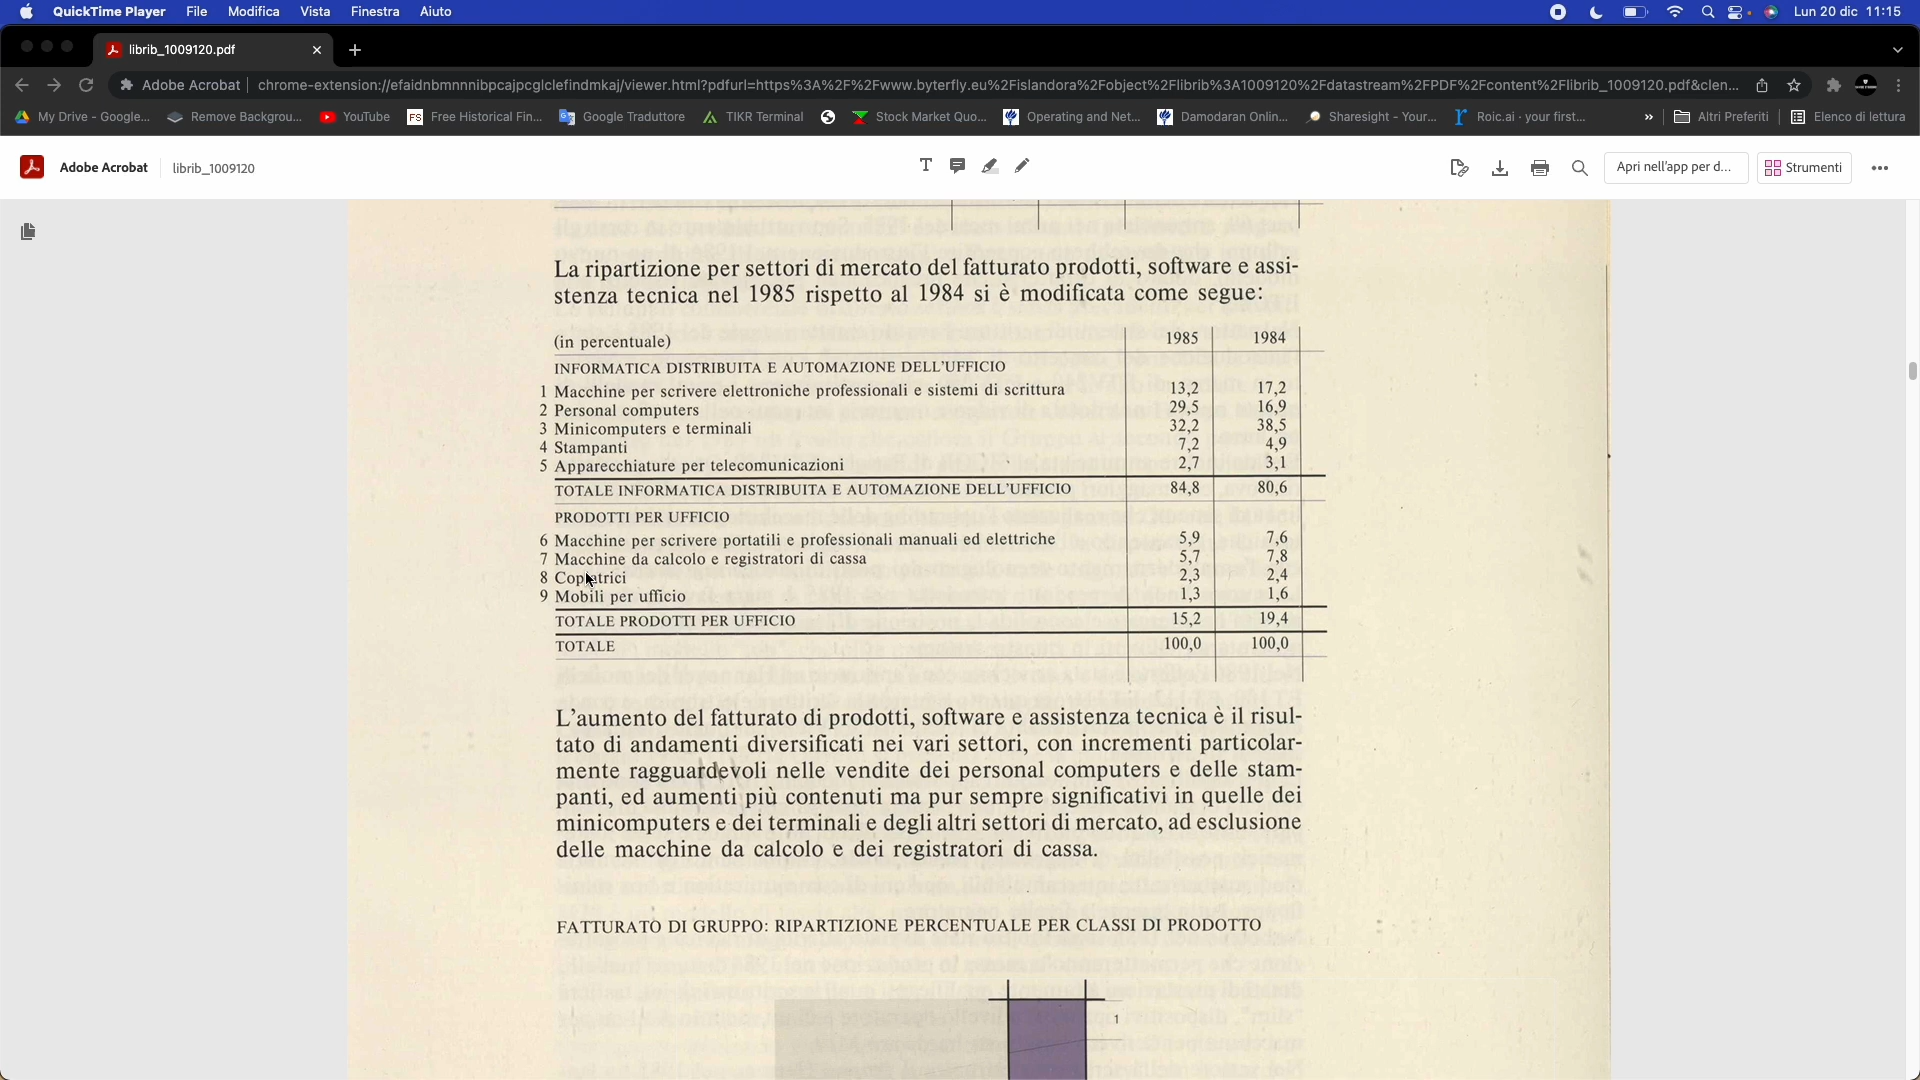 QuickTime Player File Modifica Vista Finestra Aiuto Lun 20 dic 11:15
librib_1009120.pdf
Adobe Acrobat chrome-extension://efaidnbmnnnibpcajpcglclefindmkaj/viewer.html?pdfurl=https%3A%2F%2Fwww.byterfly.eu%2Fislandora%2Fobject%2Flibrib%3A1009120%2Fdatastream%2FPDF%2Fcontent%2Flibrib_1009120.pdf&clen...
My Drive - Google... Remove Backgrou... YouTube FS Free Historical Fin... Google Traduttore TIKR Terminal Stock Market Quo... Operating and Net... Damodaran Onlin... Sharesight - Your... Roic.ai · your first... » Altri Preferiti Elenco di lettura
Adobe Acrobat librib_1009120 Apri nell'app per d... Strumenti
La ripartizione per settori di mercato del fatturato prodotti, software e assi-
stenza tecnica nel 1985 rispetto al 1984 si è modificata come segue:
(in percentuale) 1985 1984
INFORMATICA DISTRIBUITA E AUTOMAZIONE DELL'UFFICIO
1 Macchine per scrivere elettroniche professionali e sistemi di scrittura 13,2 17,2
2 Personal computers 29,5 16,9
3 Minicomputers e terminali 32,2 38,5
4 Stampanti 7,2 4,9
5 Apparecchiature per telecomunicazioni 2,7 3,1
TOTALE INFORMATICA DISTRIBUITA E AUTOMAZIONE DELL'UFFICIO 84,8 80,6
PRODOTTI PER UFFICIO
6 Macchine per scrivere portatili e professionali manuali ed elettriche 5,9 7,6
7 Macchine da calcolo e registratori di cassa 5,7 7,8
8 Copiatrici 2,3 2,4
9 Mobili per ufficio 1,3 1,6
TOTALE PRODOTTI PER UFFICIO 15,2 19,4
TOTALE 100,0 100,0
L'aumento del fatturato di prodotti, software e assistenza tecnica è il risul-
tato di andamenti diversificati nei vari settori, con incrementi particolar-
mente ragguardevoli nelle vendite dei personal computers e delle stam-
panti, ed aumenti più contenuti ma pur sempre significativi in quelle dei
minicomputers e dei terminali e degli altri settori di mercato, ad esclusione
delle macchine da calcolo e dei registratori di cassa.
FATTURATO DI GRUPPO: RIPARTIZIONE PERCENTUALE PER CLASSI DI PRODOTTO
1